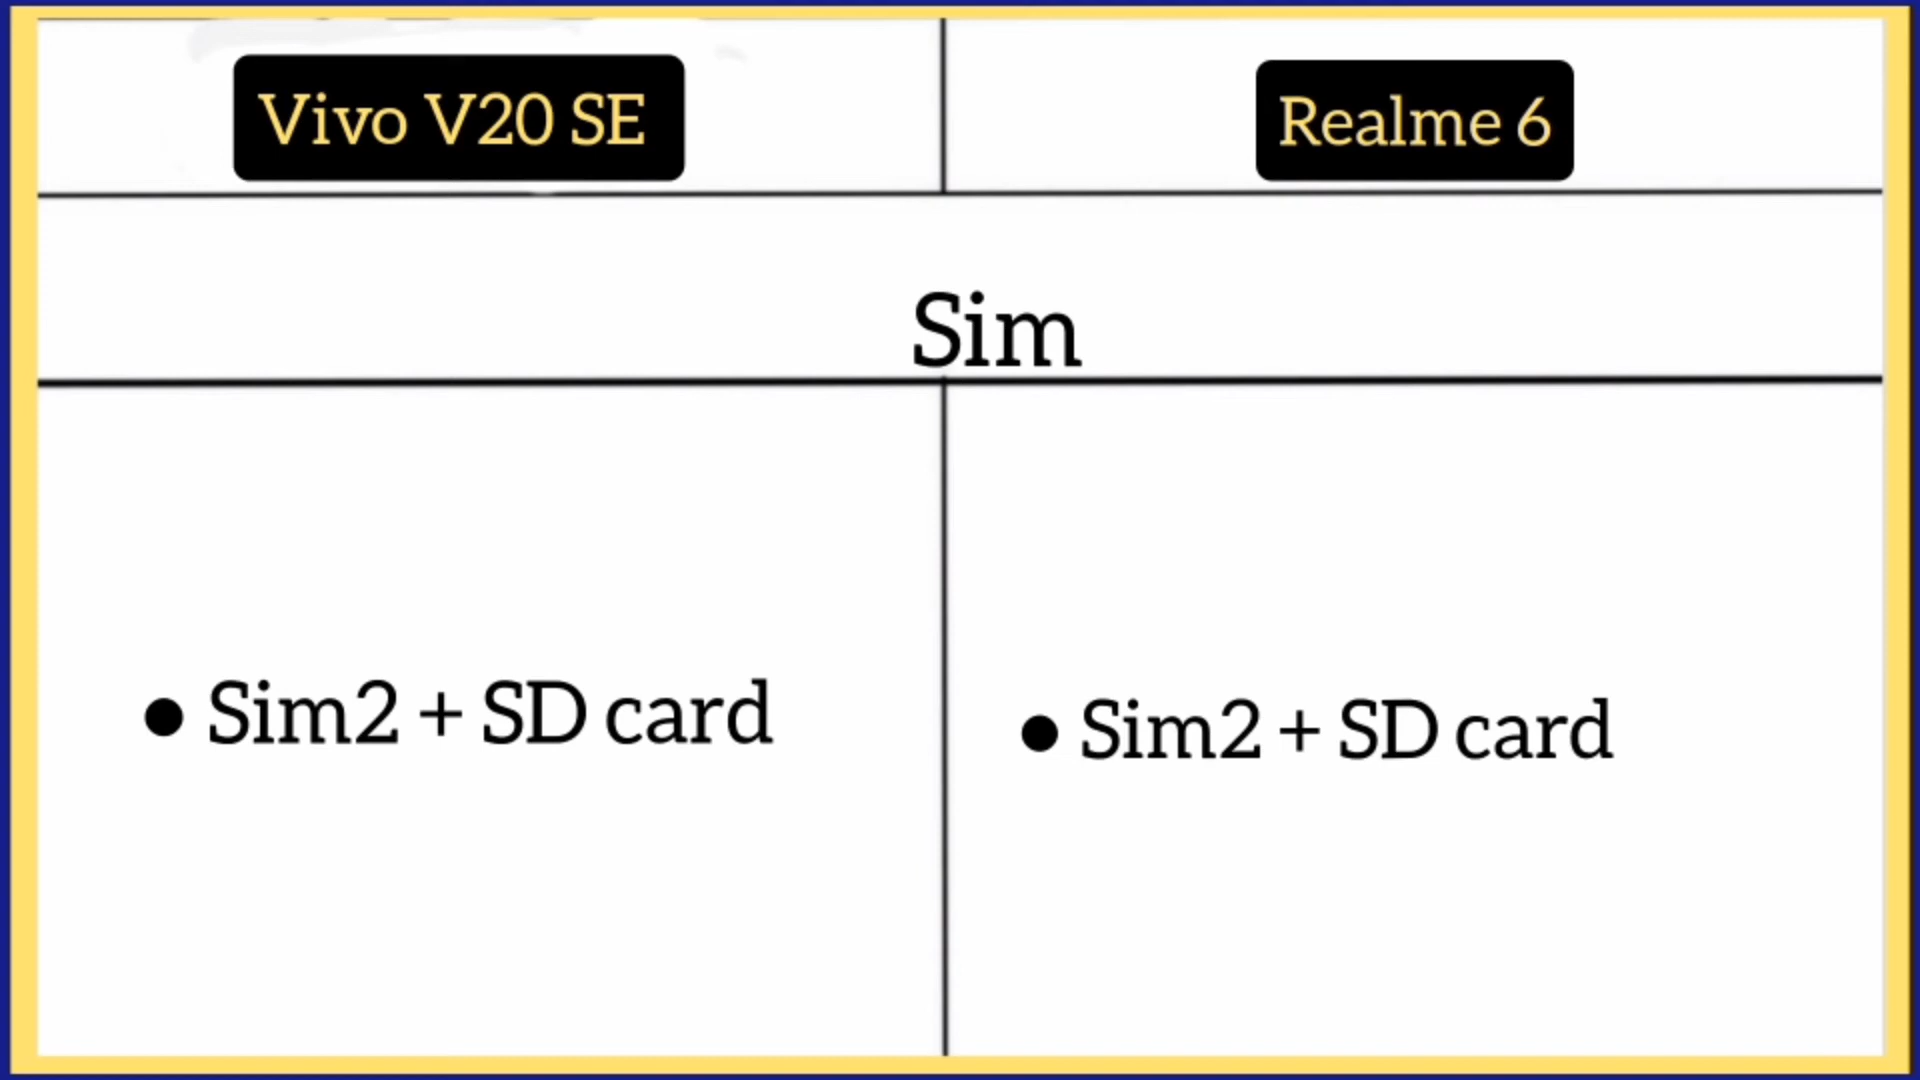 Vivo V20 SE
Realme 6
Sim
● Sim2 + SD card
● Sim2 + SD card